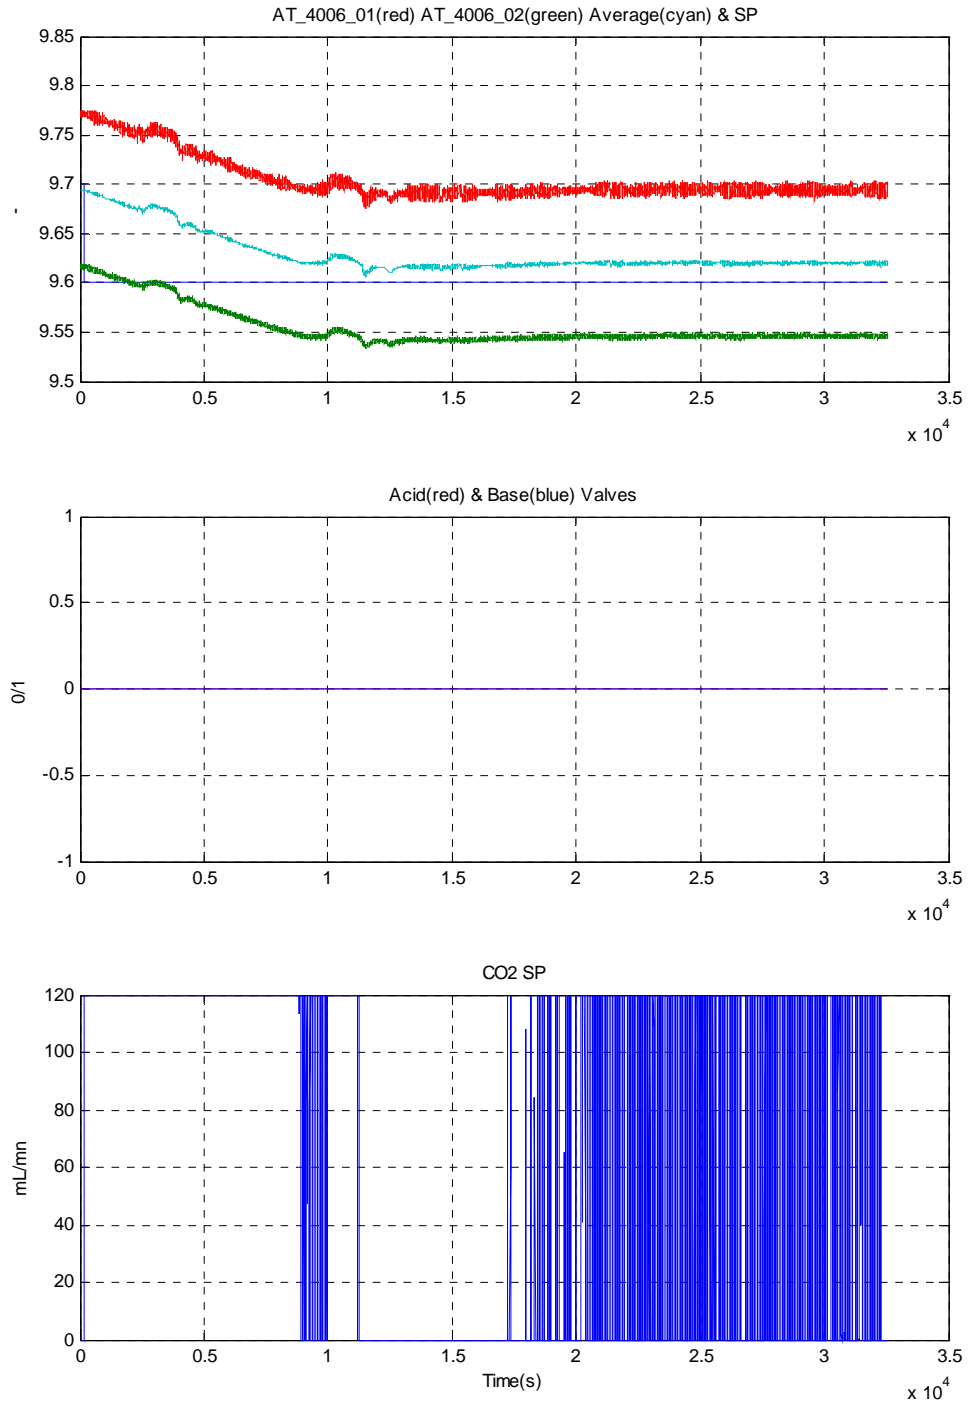 AT_4006_01(red) AT_4006_02(green) Average(cyan) & SP
9.85
9.8
9.75
9.7
9.65
9.6
9.55
9.5
-
0 0.5 1 1.5 2 2.5 3 3.5
x 10^4
Acid(red) & Base(blue) Valves
1
0.5
0
-0.5
-1
0/1
0 0.5 1 1.5 2 2.5 3 3.5
x 10^4
CO2 SP
120
100
80
60
40
20
0
mL/mn
0 0.5 1 1.5 2 2.5 3 3.5
Time(s)
x 10^4